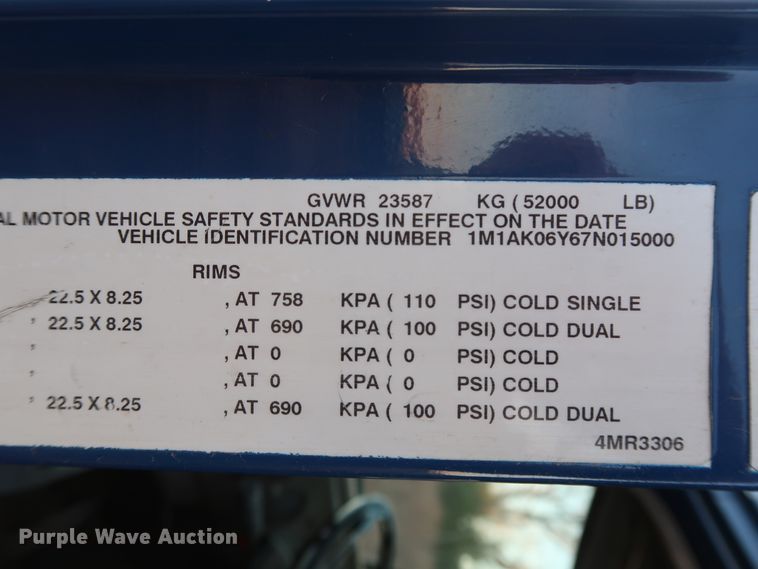 GVWR 23587 KG ( 52000 LB)
AL MOTOR VEHICLE SAFETY STANDARDS IN EFFECT ON THE DATE
VEHICLE IDENTIFICATION NUMBER 1M1AK06Y67N015000
RIMS
22.5 X 8.25 , AT 758 KPA ( 110 PSI) COLD SINGLE
" 22.5 X 8.25 , AT 690 KPA ( 100 PSI) COLD DUAL
" , AT 0 KPA ( 0 PSI) COLD
" , AT 0 KPA ( 0 PSI) COLD
" 22.5 X 8.25 , AT 690 KPA ( 100 PSI) COLD DUAL
4MR3306
Purple Wave Auction